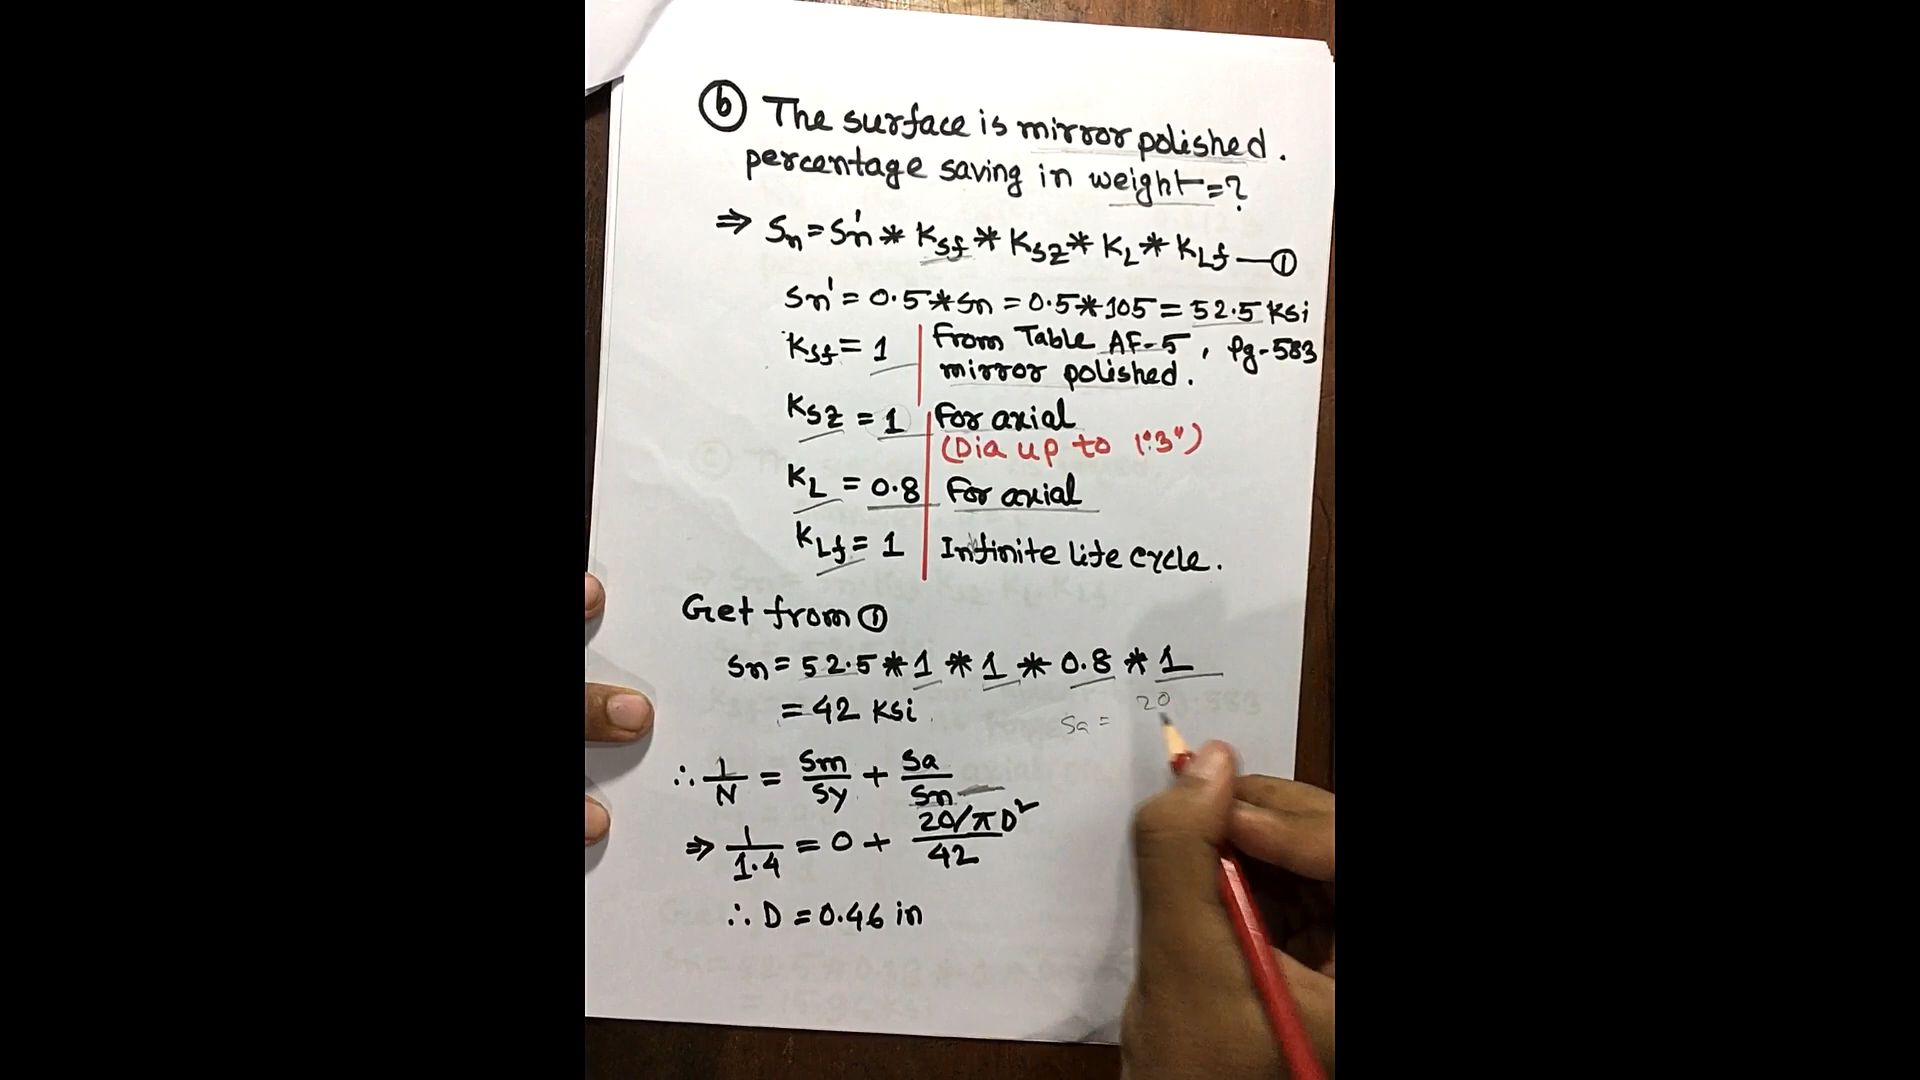 ⓑ The surface is mirror polished.
percentage saving in weight=?
⇒ Sn = Sn' * Ksf * Ksz * KL * KLf —①
Sn' = 0.5*Sn = 0.5*105 = 52.5 Ksi
Ksf = 1 From Table AF-5, Pg-583
mirror polished.
Ksz = 1 For axial
(Dia up to 1.3")
KL = 0.8 For axial
KLf = 1 Infinite life cycle.
Get from ①
Sn = 52.5 * 1 * 1 * 0.8 * 1
= 42 Ksi
Sa = 20
∴ 1/N = Sm/Sy + Sa/Sn
⇒ 1/1.4 = 0 + 20/πD²/42
∴ D = 0.46 in